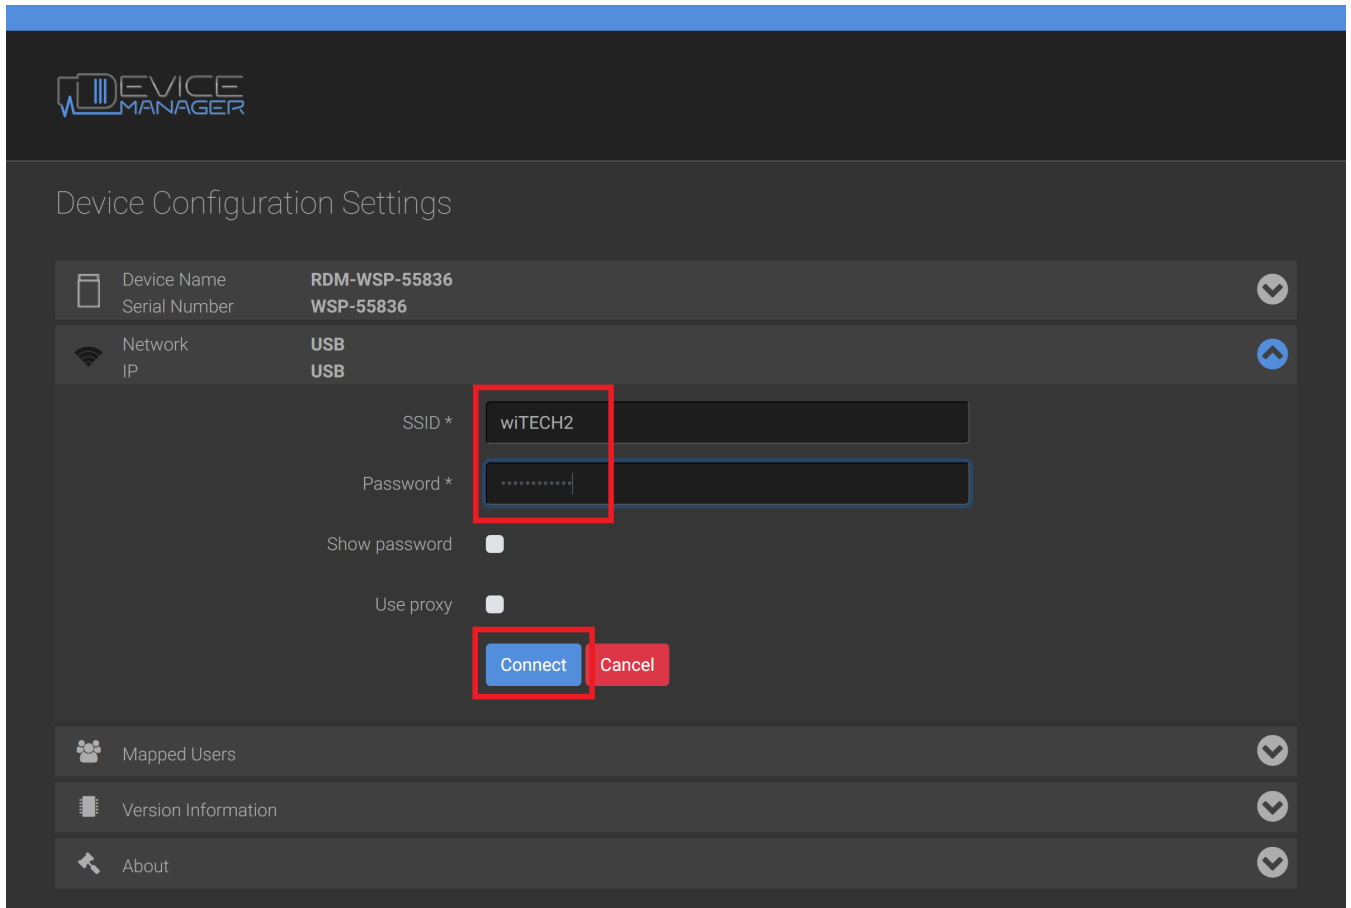 DEVICE
MANAGER
Device Configuration Settings
Device Name RDM-WSP-55836
Serial Number WSP-55836
Network USB
IP USB
SSID * wiTECH2
Password * ••••••••••••
Show password
Use proxy
Connect Cancel
Mapped Users
Version Information
About